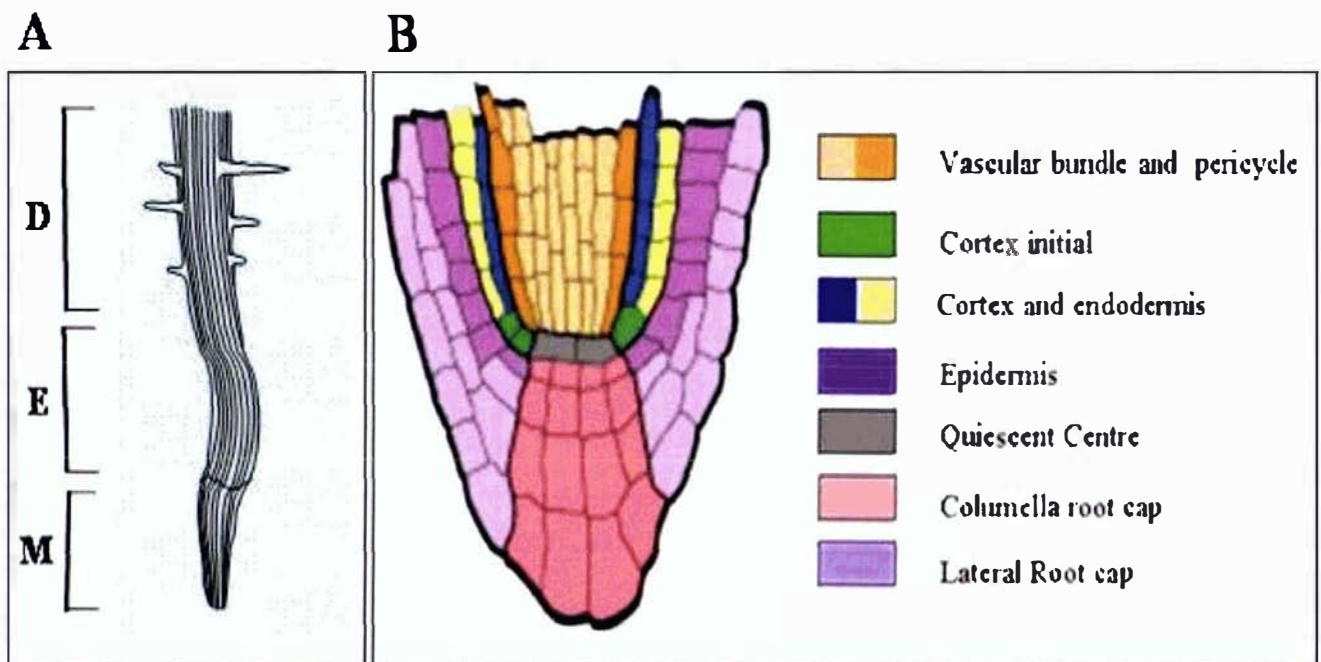 A
B
D
E
M
Vascular bundle and pericycle
Cortex initial
Cortex and endodermis
Epidermis
Quiescent Centre
Columella root cap
Lateral Root cap